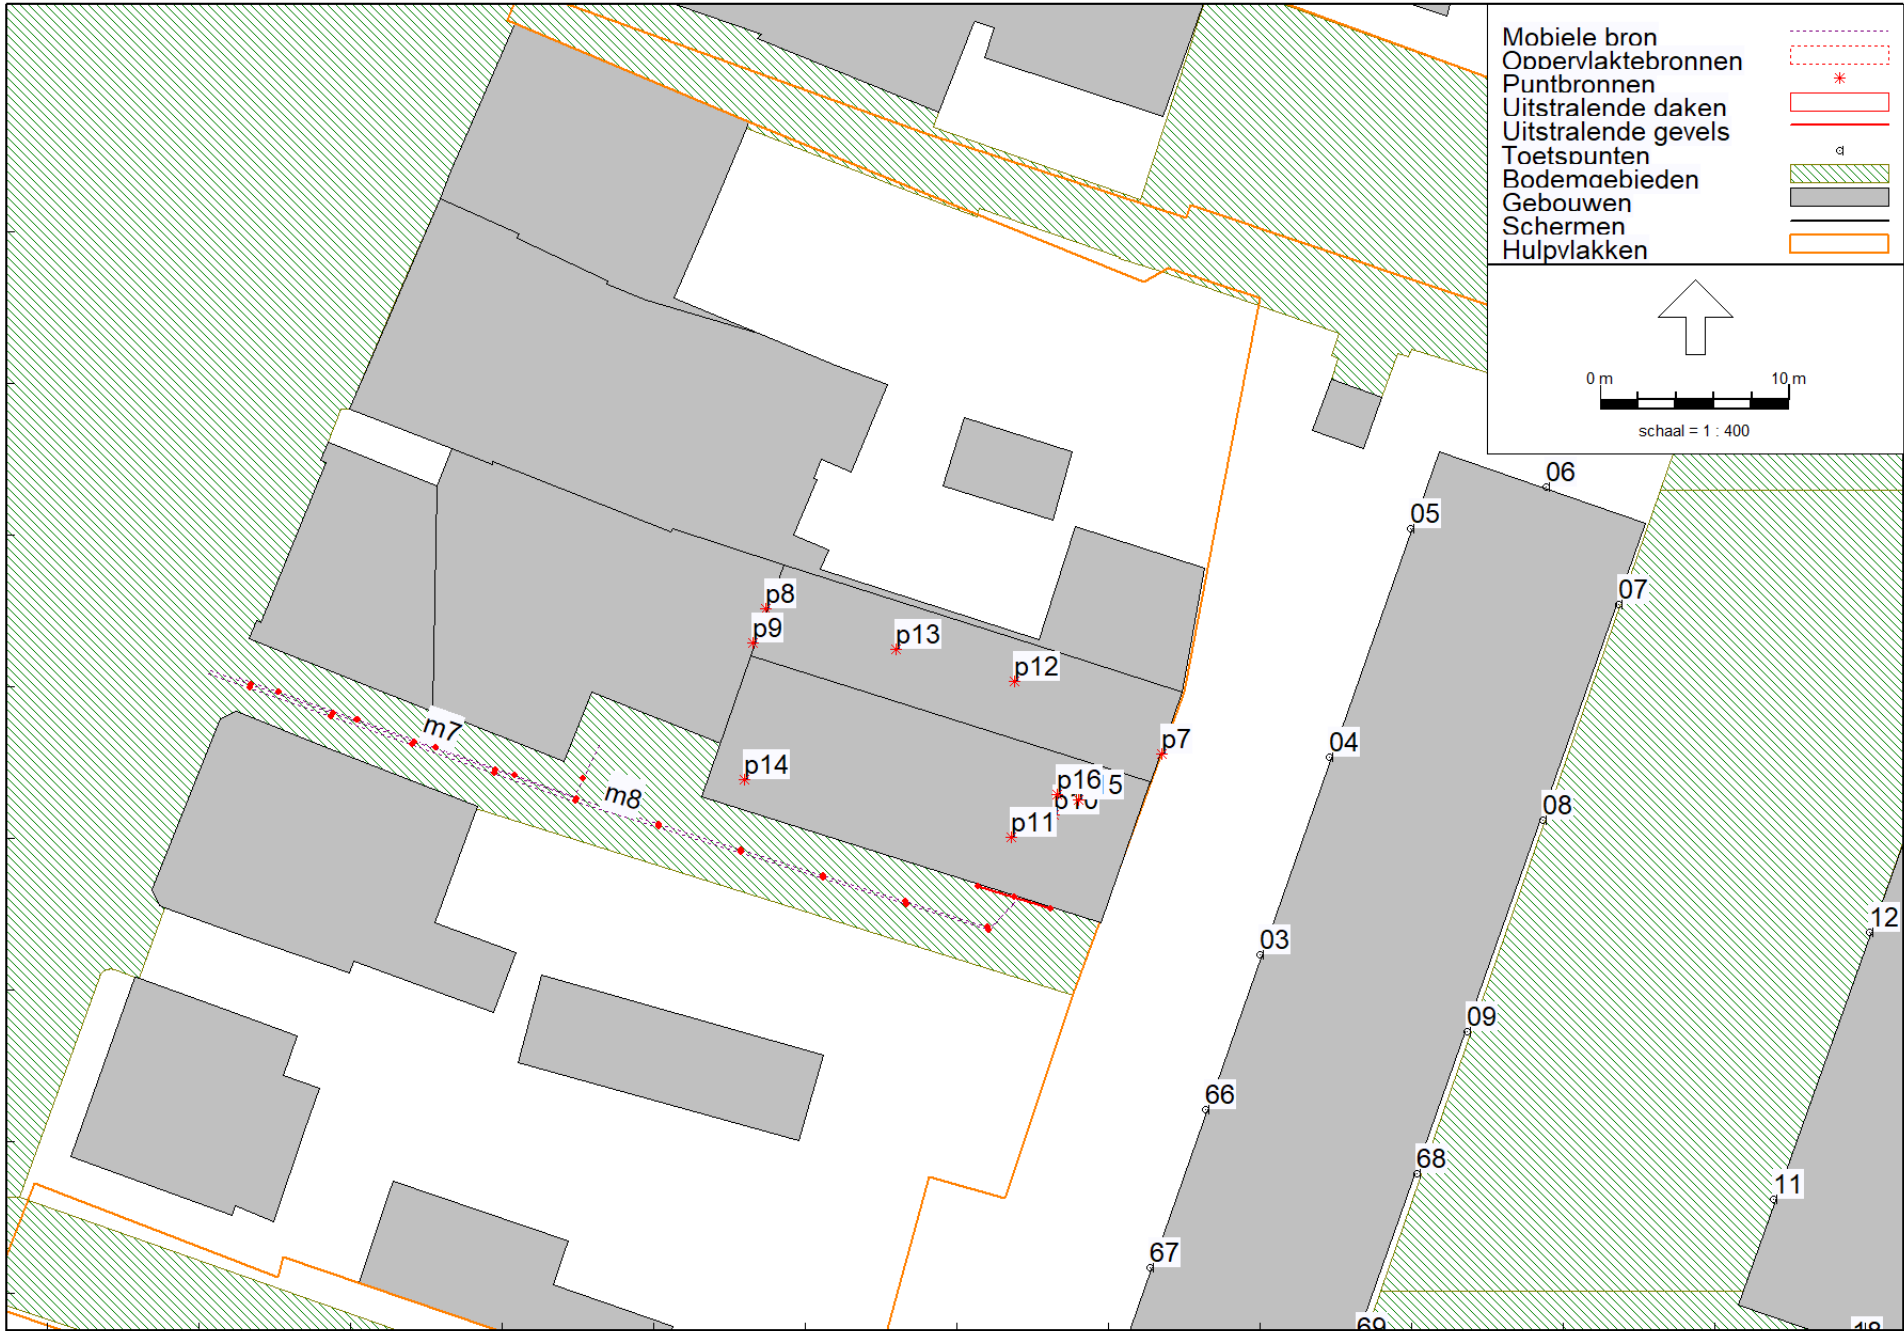 Mobiele bron
Oppervlaktebronnen
Puntbronnen
Uitstralende daken
Uitstralende gevels
Toetspunten
Bodemgebieden
Gebouwen
Schermen
Hulpvlakken
0 m 10 m
schaal = 1 : 400
06
05
07
p8
p9
p13
p12
m7
p7
04
p14
p16
5
m8
p10
08
p11
12
03
09
66
68
11
67
69